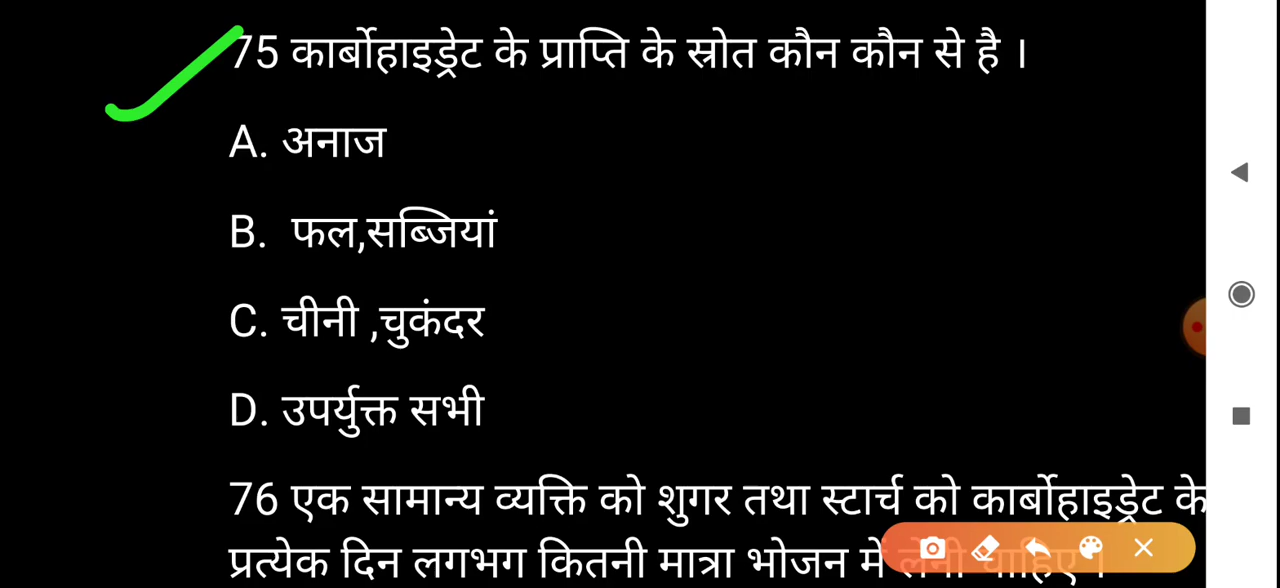 75 कार्बोहाइड्रेट के प्राप्ति के स्रोत कौन कौन से है ।
A. अनाज
B. फल,सब्जियां
C. चीनी ,चुकंदर
D. उपर्युक्त सभी
76 एक सामान्य व्यक्ति को शुगर तथा स्टार्च को कार्बोहाइड्रेट के
प्रत्येक दिन लगभग कितनी मात्रा भोजन में लेनी चाहिए ।